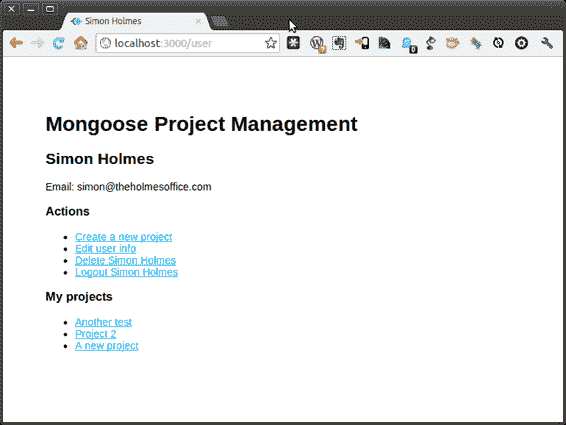 Simon Holmes
localhost:3000/user
0
Mongoose Project Management
Simon Holmes
Email: simon@theholmesoffice.com
Actions
Create a new project
Edit user info
Delete Simon Holmes
Logout Simon Holmes
My projects
Another test
Project 2
A new project